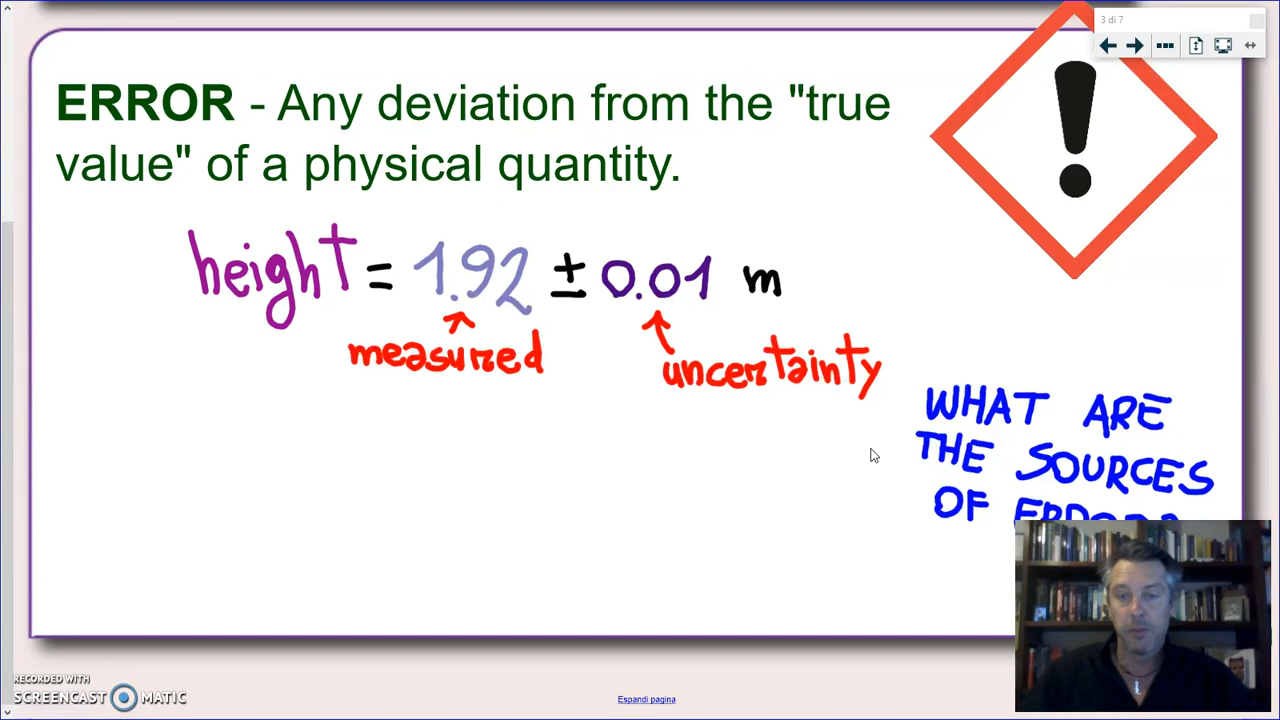 3 di 7
ERROR - Any deviation from the "true
value" of a physical quantity.
height = 1.92 ± 0.01 m
measured
uncertainty
WHAT ARE
THE SOURCES
OF
RECORDED WITH
SCREENCAST MATIC
Espandi pagina